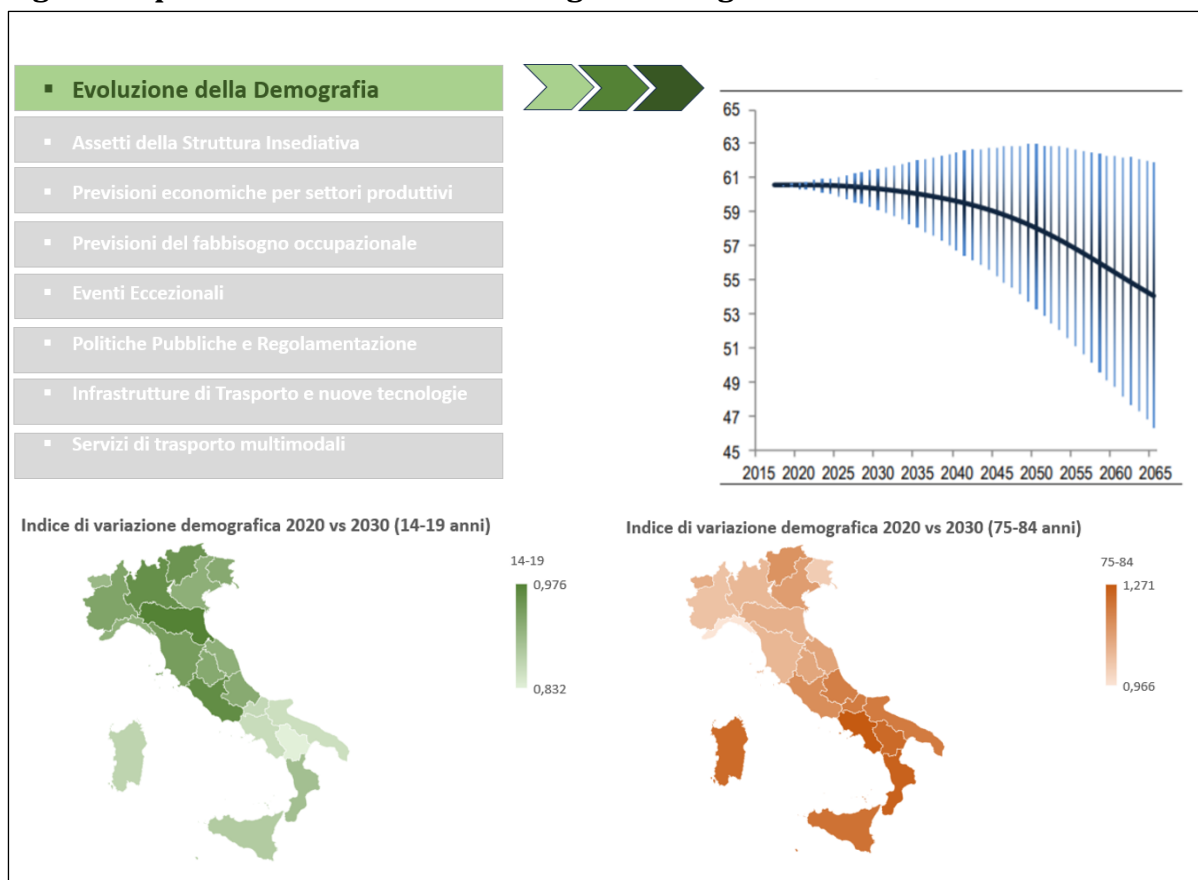 ▪ Evoluzione della Demografia
▪ Assetti della Struttura Insediativa
▪ Previsioni economiche per settori produttivi
▪ Previsioni del fabbisogno occupazionale
▪ Eventi Eccezionali
▪ Politiche Pubbliche e Regolamentazione
▪ Infrastrutture di Trasporto e nuove tecnologie
▪ Servizi di trasporto multimodali
65
63
61
59
57
55
53
51
49
47
45
2015 2020 2025 2030 2035 2040 2045 2050 2055 2060 2065
Indice di variazione demografica 2020 vs 2030 (14-19 anni)
14-19
0,976
0,832
Indice di variazione demografica 2020 vs 2030 (75-84 anni)
75-84
1,271
0,966